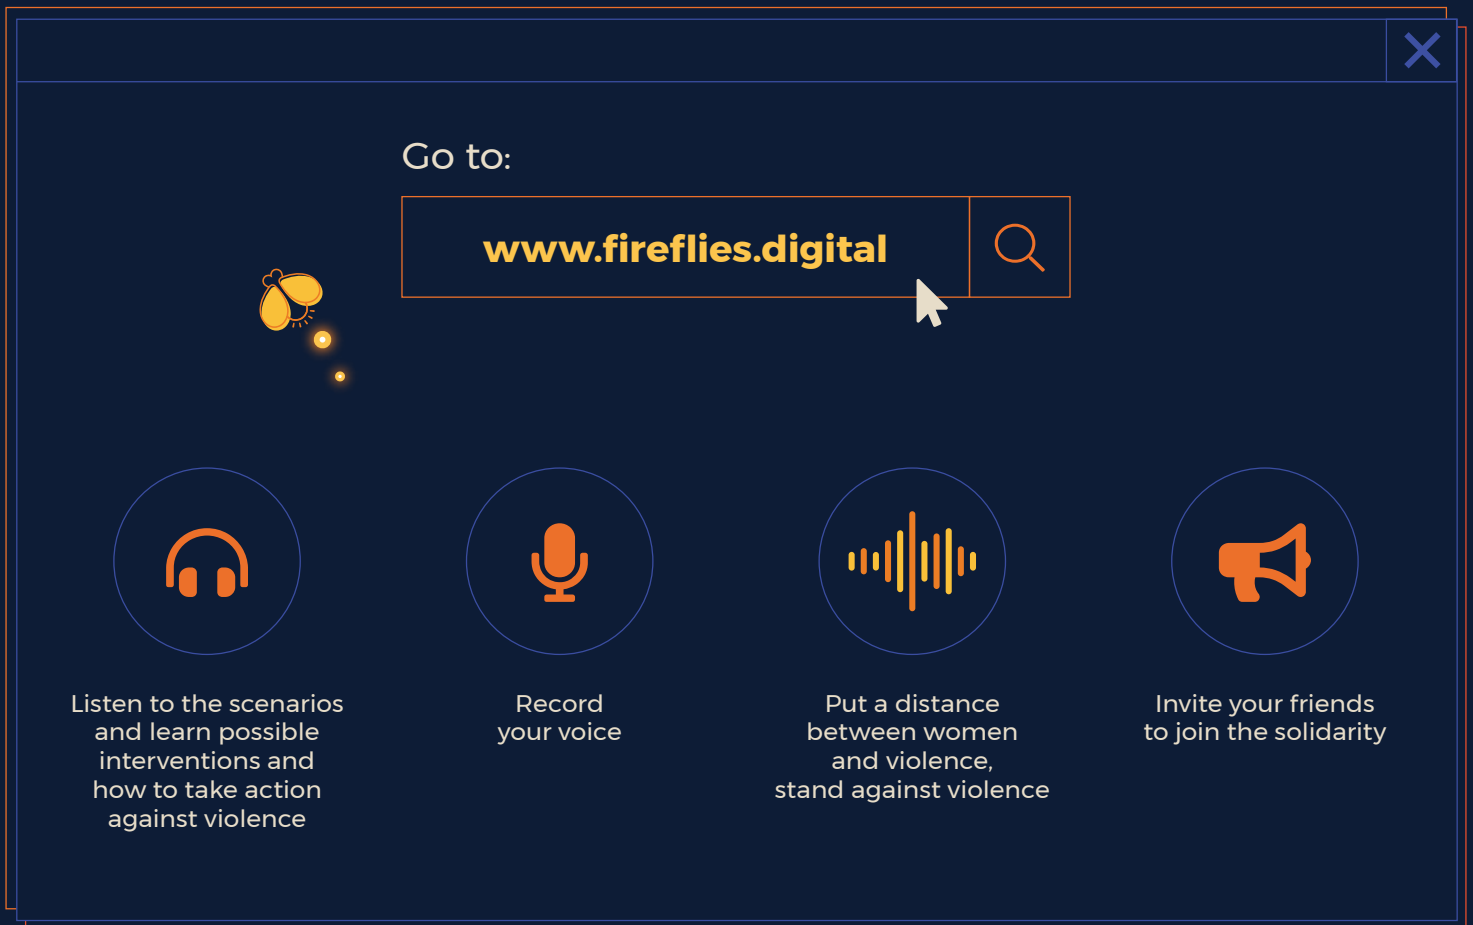 Go to:
www.fireflies.digital
Listen to the scenarios
and learn possible
interventions and
how to take action
against violence
Record
your voice
Put a distance
between women
and violence,
stand against violence
Invite your friends
to join the solidarity